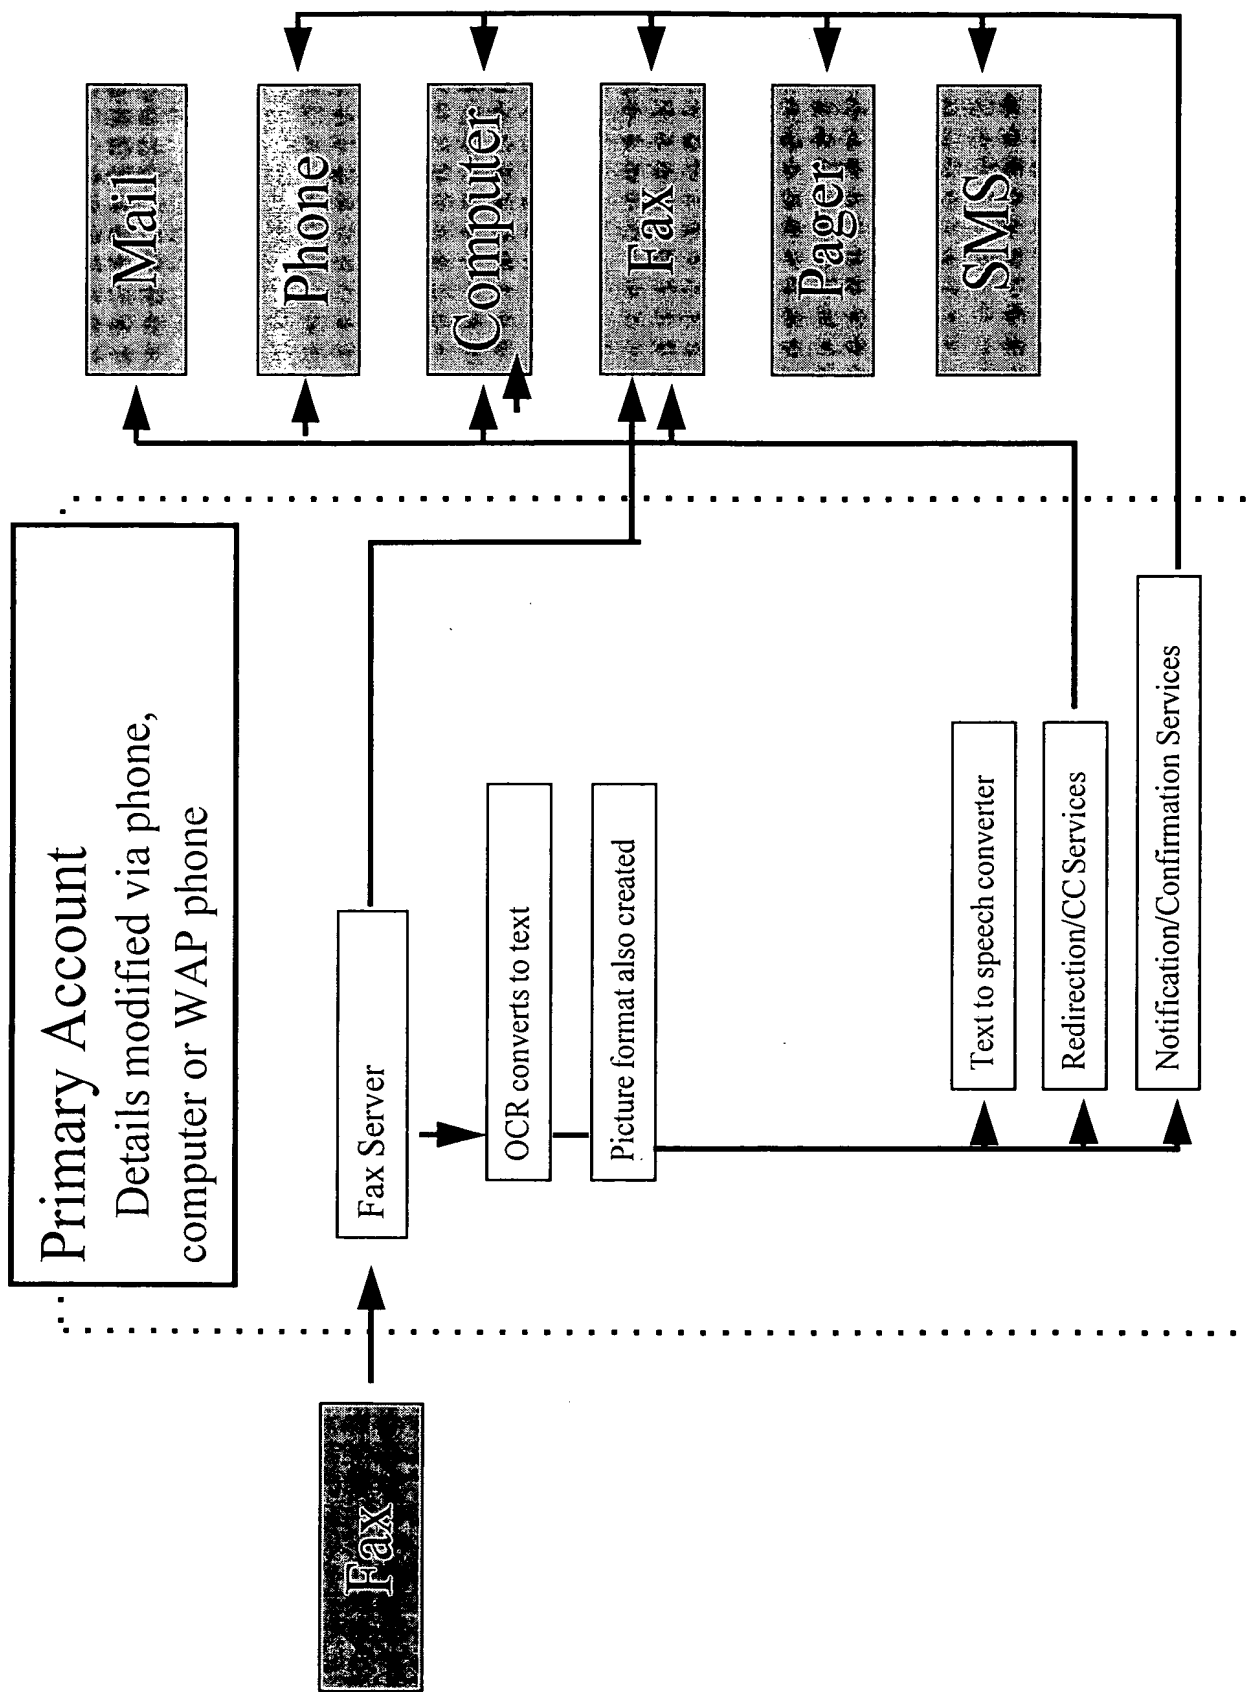 Primary Account
Details modified via phone,
computer or WAP phone
Fax
Fax Server
OCR converts to text
Picture format also created
Text to speech converter
Redirection/CC Services
Notification/Confirmation Services
Mail
Phone
Computer
Fax
Pager
SMS